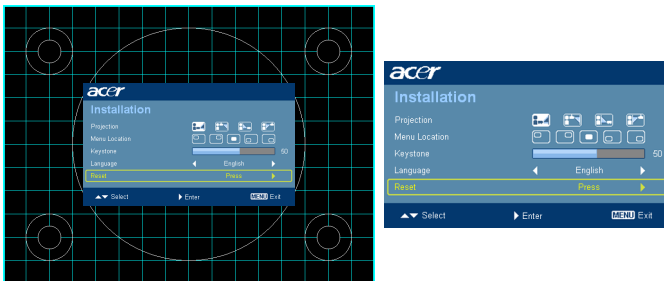 acer
Installation
Projection
Menu Location
Keystone 50
Language English
Reset Press
Select Enter MENU Exit
acer
Installation
Projection
Menu Location
Keystone 50
Language English
Reset Press
Select Enter MENU Exit